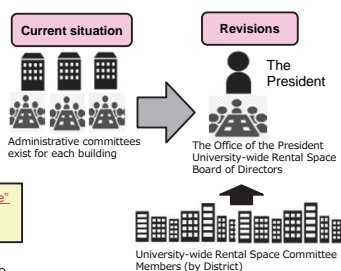 Current situation
Revisions
The
President
Administrative committees
exist for each building
The Office of the President
University-wide Rental Space
Board of Directors
e"
University-wide Rental Space Committee
Members (by District)